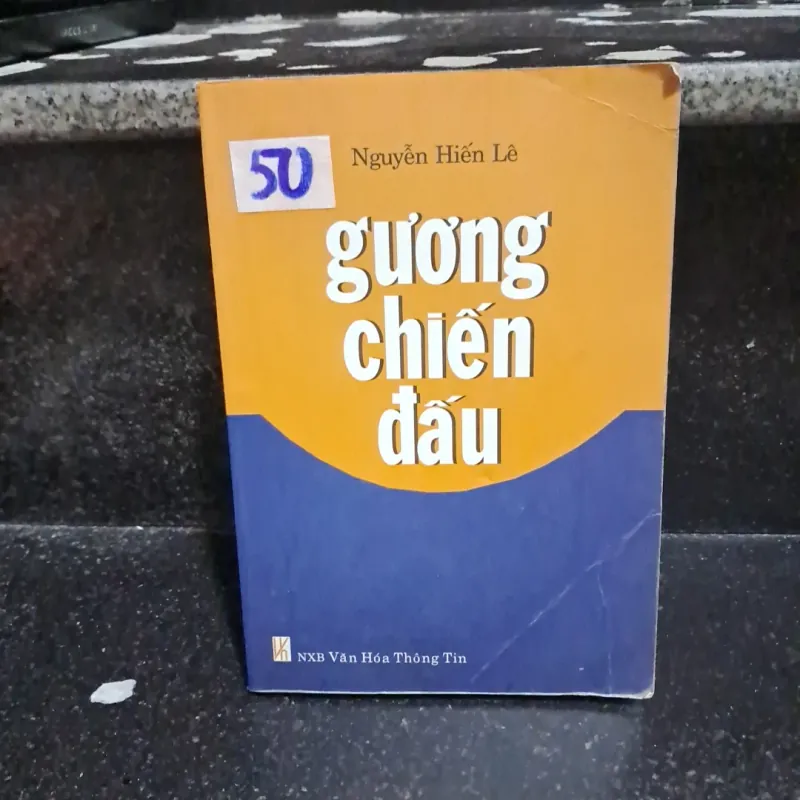 50
Nguyễn Hiến Lê
gương
chiến
đấu
NXB Văn Hóa Thông Tin